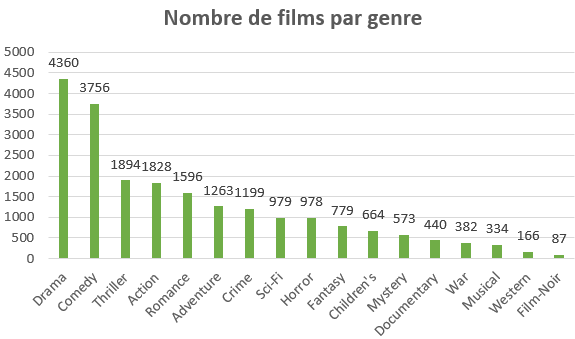 Nombre de films par genre
5000
4500
4000
3500
3000
2500
2000
1500
1000
500
0
4360
3756
1894
1828
1596
1263
1199
979
978
779
664
573
440
382
334
166
87
Drama
Comedy
Thriller
Action
Romance
Adventure
Crime
Sci-Fi
Horror
Fantasy
Children's
Mystery
Documentary
War
Musical
Western
Film-Noir